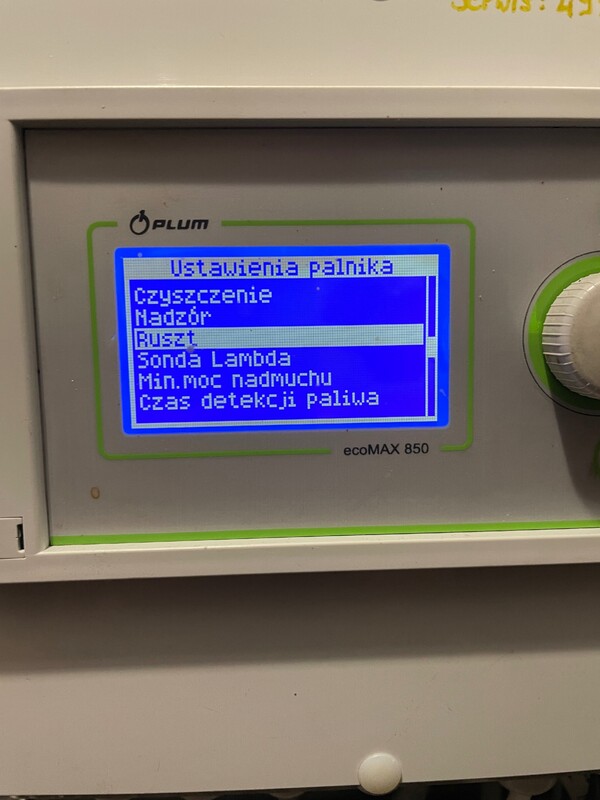 PLUM
Ustawienia palnika
Czyszczenie
Nadzór
Ruszt
Sonda Lambda
Min.moc nadmuchu
Czas detekcji paliwa
ecoMAX 850